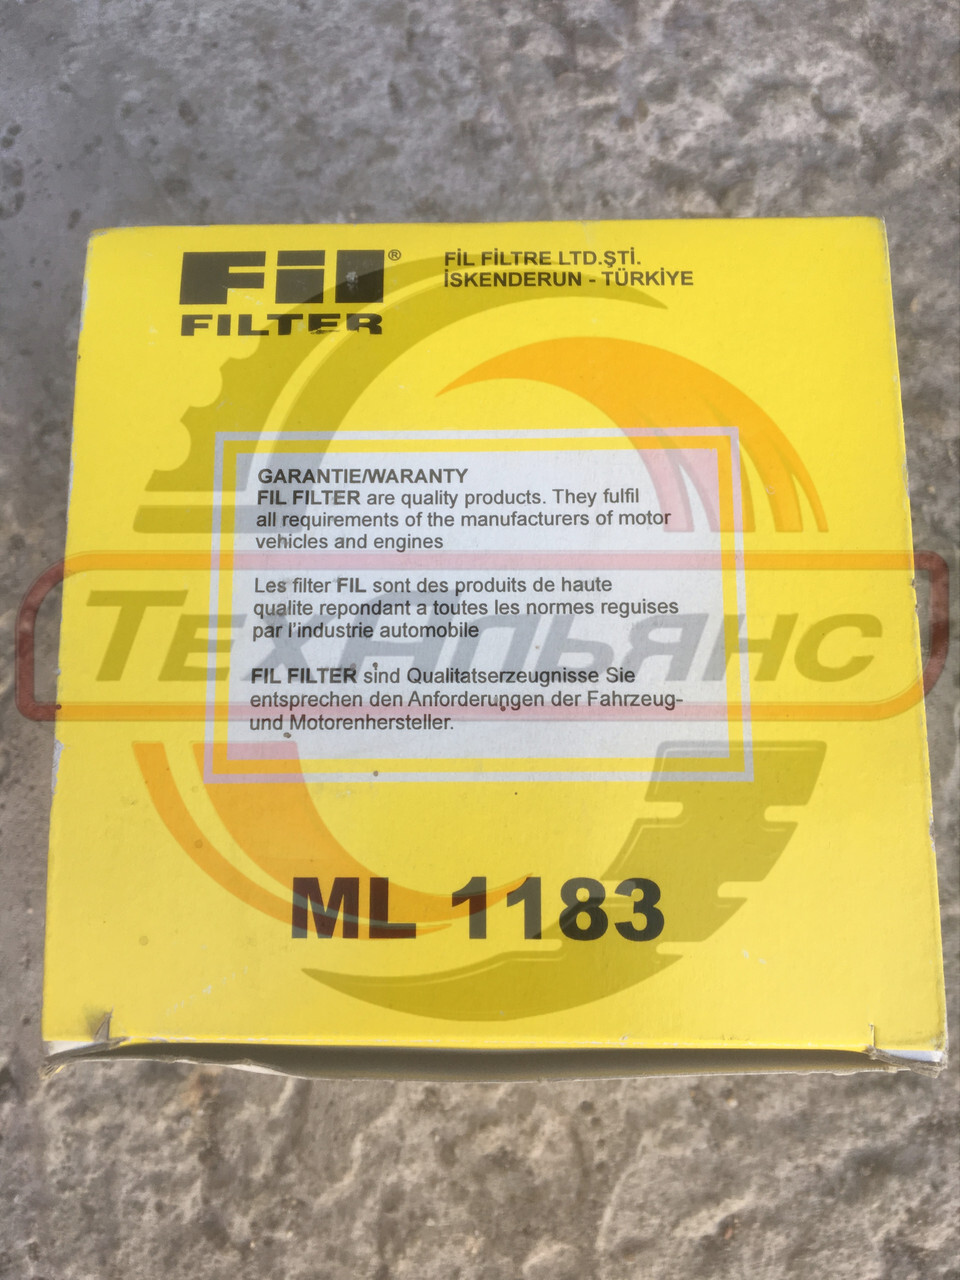 Fil®
FILTER
FİL FİLTRE LTD.ŞTİ.
İSKENDERUN - TÜRKİYE
GARANTIE/WARANTY
FIL FILTER are quality products. They fulfil
all requirements of the manufacturers of motor
vehicles and engines
Les filter FIL sont des produits de haute
qualite repondant a toutes les normes reguises
par l'industrie automobile
FIL FILTER sind Qualitatserzeugnisse Sie
entsprechen den Anforderungen der Fahrzeug-
und Motorenhersteller.
ТехАльянс
ML 1183